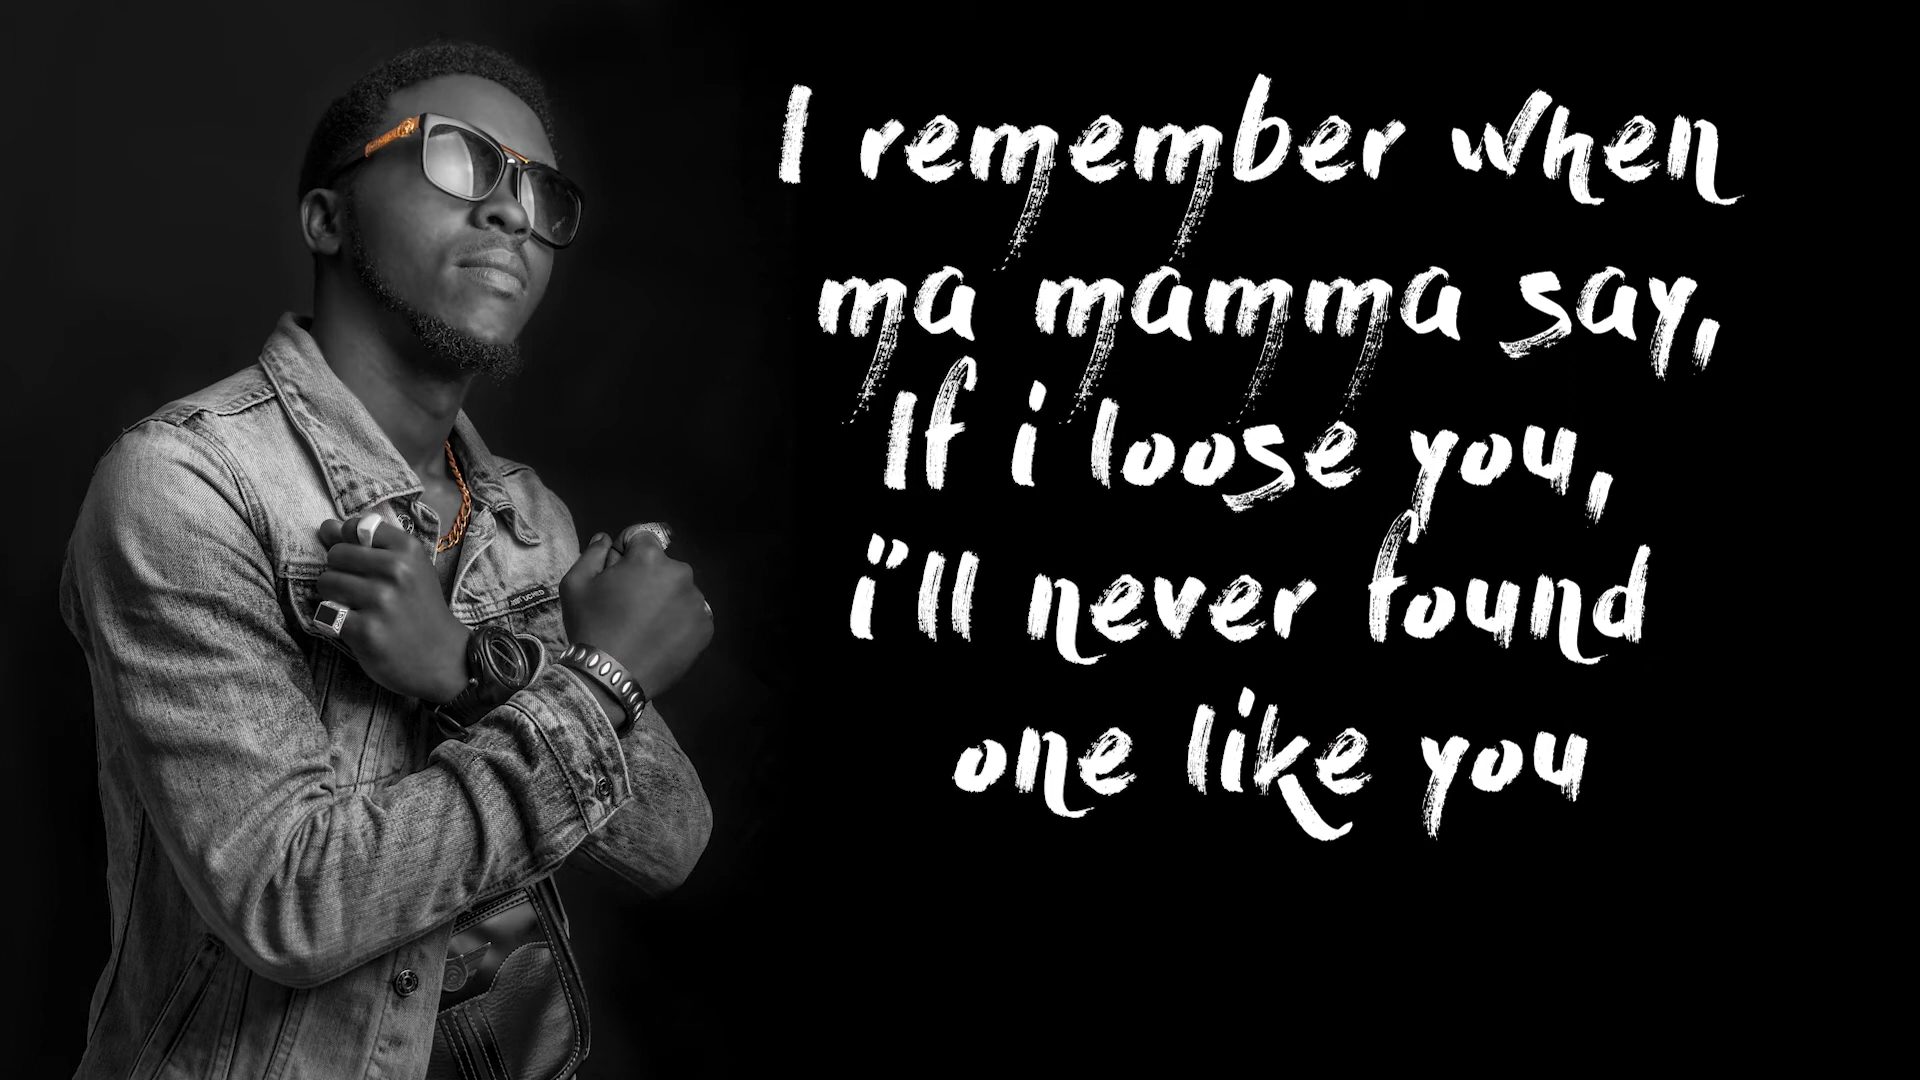 I remember when
ma mamma say,
If i loose you,
i'll never found
one like you